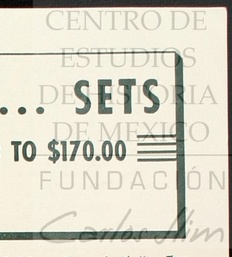 CENTRO DE
ESTUDIOS
... SETS
DE HISTORIA
DE MEXICO
TO $170.00
FUNDACIÓN
Carlos Slim